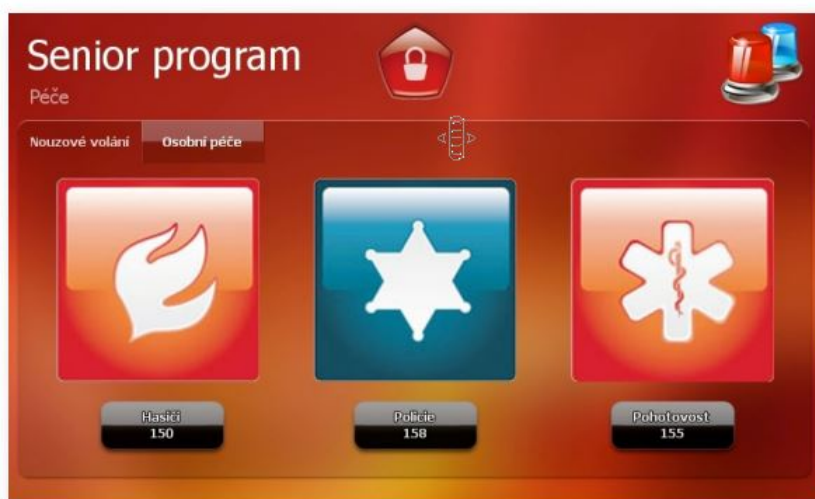 Senior program
Péče
Nouzové volání
Osobní péče
Hasiči
150
Policie
158
Pohotovost
155